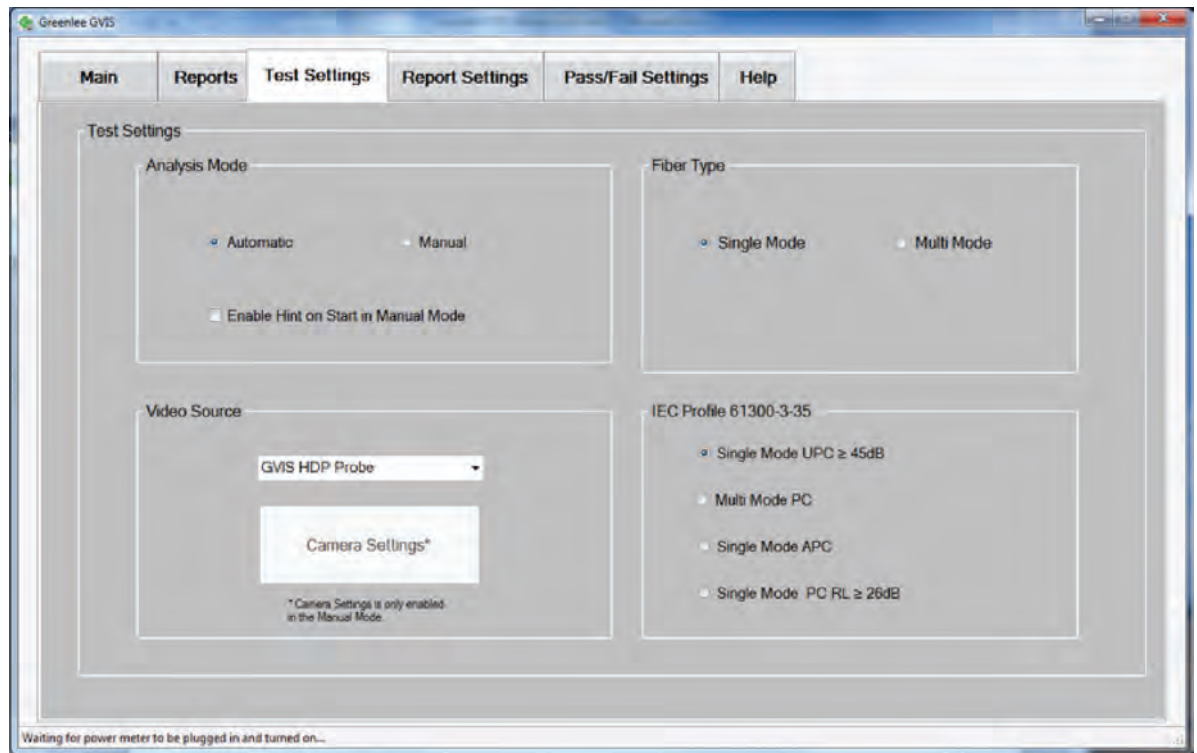 Greenlee GVIS
Main
Reports
Test Settings
Report Settings
Pass/Fail Settings
Help
Test Settings
Analysis Mode
Automatic
Manual
Enable Hint on Start in Manual Mode
Fiber Type
Single Mode
Multi Mode
Video Source
GVIS HDP Probe
Camera Settings*
*Camera Settings is only enabled
in the Manual Mode.
IEC Profile 61300-3-35
Single Mode UPC ≥ 45dB
Multi Mode PC
Single Mode APC
Single Mode PC RL ≥ 26dB
Waiting for power meter to be plugged in and turned on...